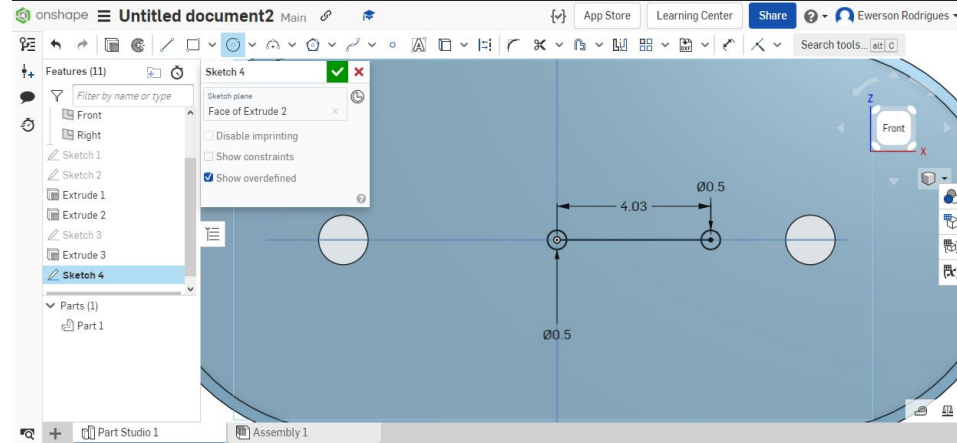 onshape Untitled document2 Main App Store Learning Center Share Ewerson Rodrigues
Search tools... alt C
Features (11)
Filter by name or type
Front
Right
Sketch 1
Sketch 2
Extrude 1
Extrude 2
Sketch 3
Extrude 3
Sketch 4
Parts (1)
Part 1
Sketch 4
Sketch plane
Face of Extrude 2
Disable imprinting
Show constraints
Show overdefined
Ø0.5
4.03
Ø0.5
Z
Front
X
Part Studio 1 Assembly 1